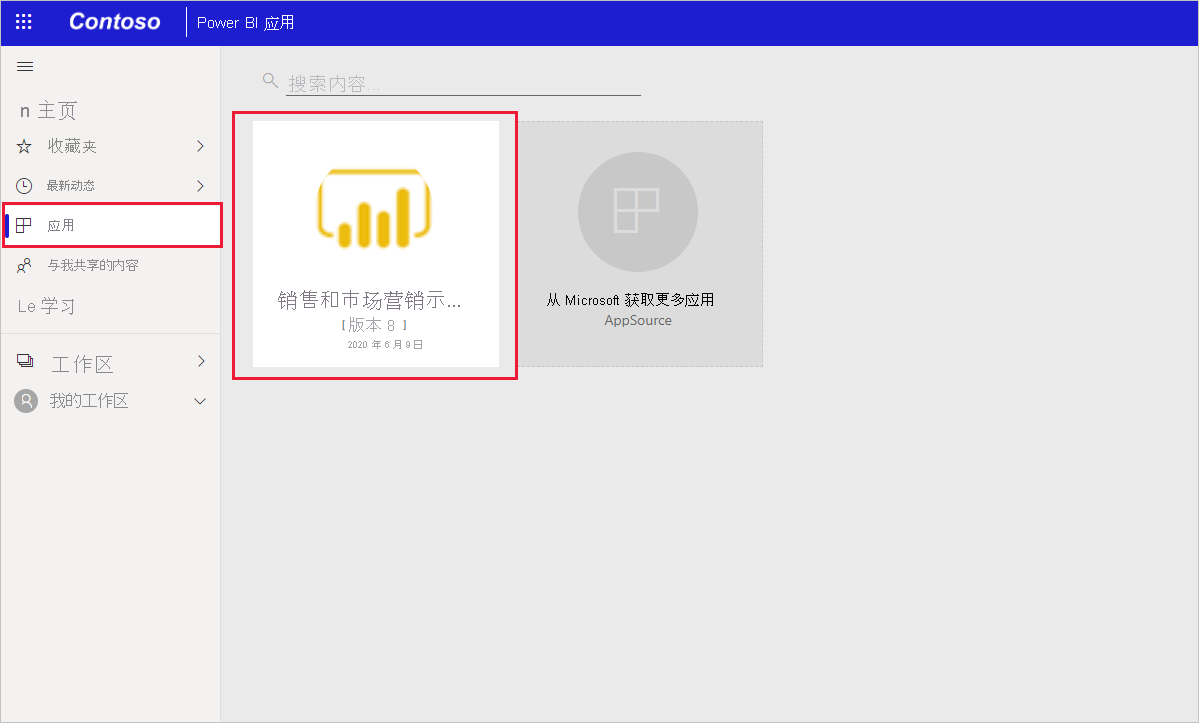 Contoso
Power BI 应用
搜索内容...
n 主页
收藏夹
最新动态
应用
与我共享的内容
Le 学习
工作区
我的工作区
销售和市场营销示...
[版本 8 ]
2020 年 6 月 9 日
从 Microsoft 获取更多应用
AppSource